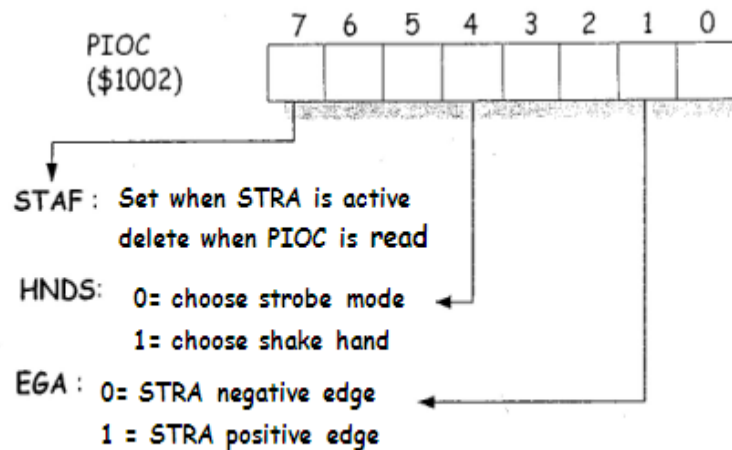 7 6 5 4 3 2 1 0
PIOC
($1002)
STAF : Set when STRA is active
delete when PIOC is read
HNDS: 0= choose strobe mode
1= choose shake hand
EGA : 0= STRA negative edge
1 = STRA positive edge